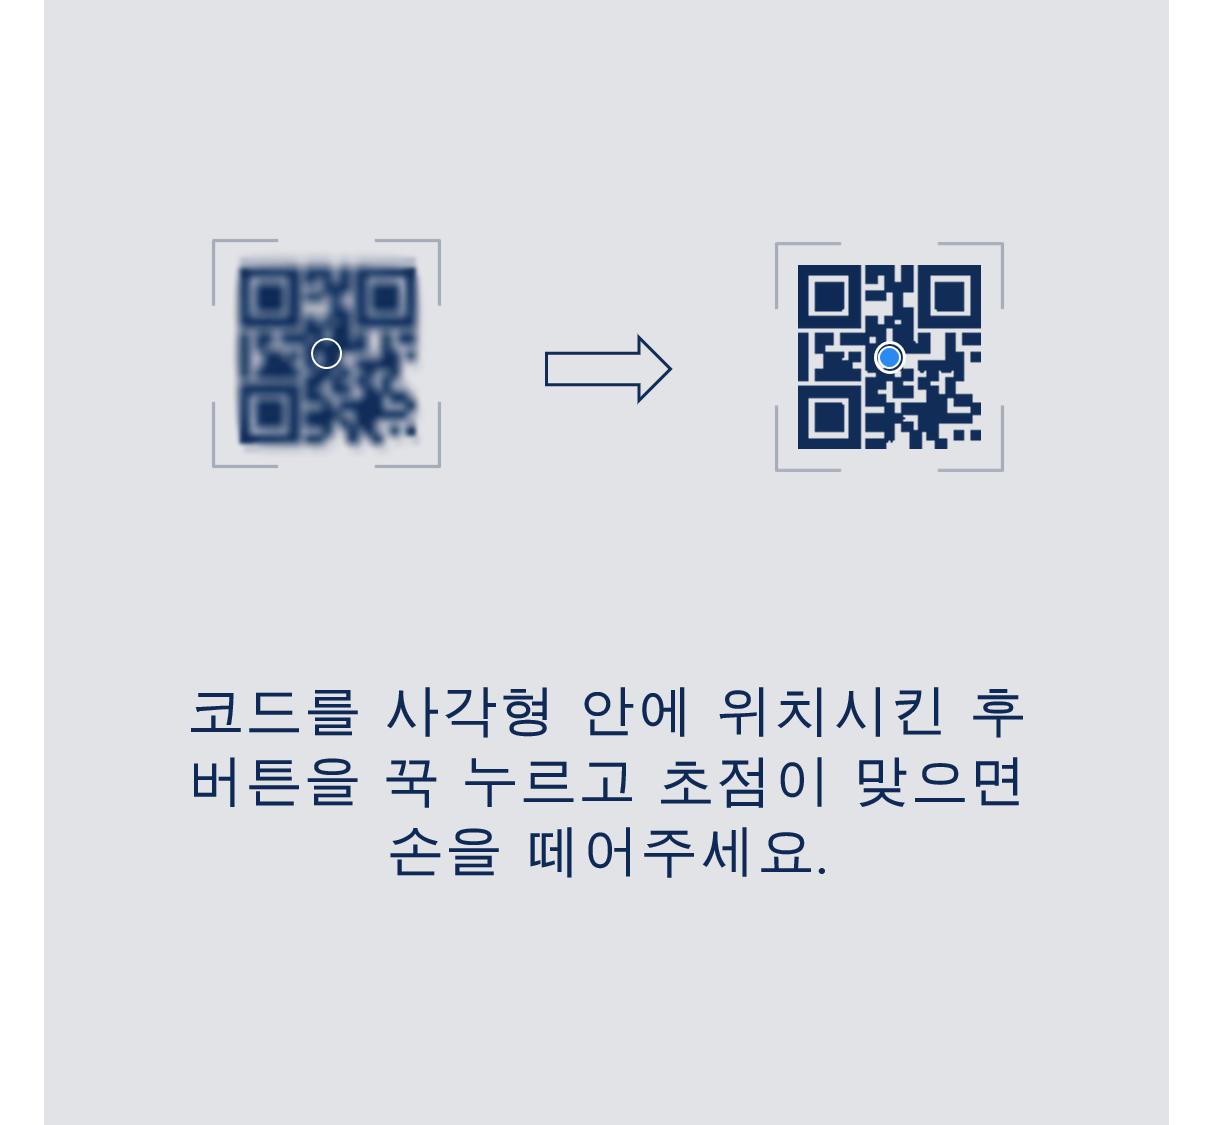 코드를 사각형 안에 위치시킨 후
버튼을 꾹 누르고 초점이 맞으면
손을 떼어주세요.